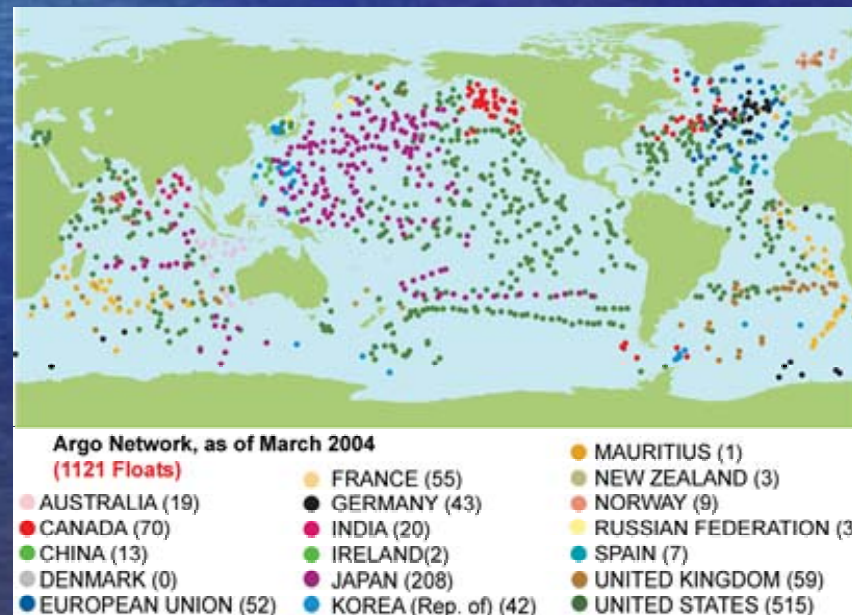 Argo Network, as of March 2004
(1121 Floats)
AUSTRALIA (19)
CANADA (70)
CHINA (13)
DENMARK (0)
EUROPEAN UNION (52)
FRANCE (55)
GERMANY (43)
INDIA (20)
IRELAND(2)
JAPAN (208)
KOREA (Rep. of) (42)
MAURITIUS (1)
NEW ZEALAND (3)
NORWAY (9)
RUSSIAN FEDERATION (3
SPAIN (7)
UNITED KINGDOM (59)
UNITED STATES (515)